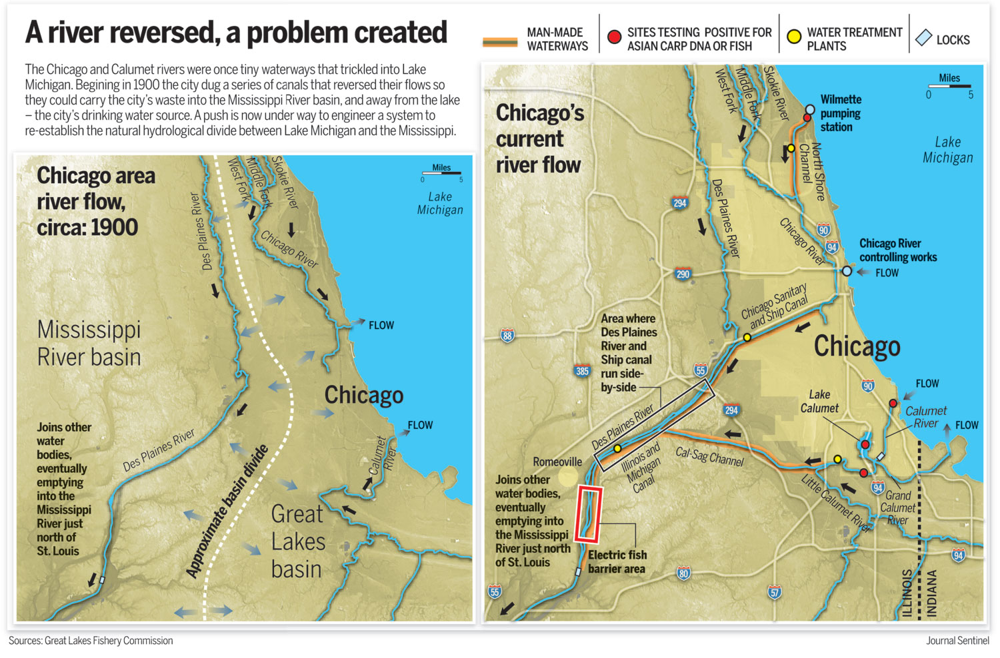 A river reversed, a problem created
The Chicago and Calumet rivers were once tiny waterways that trickled into Lake
Michigan. Begining in 1900 the city dug a series of canals that reversed their flows so
they could carry the city's waste into the Mississippi River basin, and away from the lake
– the city's drinking water source. A push is now under way to engineer a system to
re-establish the natural hydrological divide between Lake Michigan and the Mississippi.
MAN-MADE
WATERWAYS
SITES TESTING POSITIVE FOR
ASIAN CARP DNA OR FISH
WATER TREATMENT
PLANTS
LOCKS
Chicago area
river flow,
circa: 1900
Miles
0 5
Lake
Michigan
West Fork
Middle Fork
Skokie River
Des Plaines River
Chicago River
Mississippi
River basin
FLOW
Chicago
FLOW
Calumet
River
Joins other
water
bodies,
eventually
emptying
into the
Mississippi
River just
north of
St. Louis
Des Plaines River
Approximate basin divide
Great
Lakes
basin
Chicago's
current
river flow
Miles
0 5
Lake
Michigan
West Fork
Middle Fork
Skokie River
Wilmette
pumping
station
North Shore
Channel
294
Des Plaines River
Chicago River
90
94
Chicago River
controlling works
FLOW
290
Chicago Sanitary
and Ship Canal
88
Area where
Des Plaines
River and
Ship canal
run side-
by-side
Chicago
385
55
90
294
FLOW
Lake
Calumet
Calumet
River
FLOW
Des Plaines River
Romeoville
Illinois and
Michigan
Canal
Cal-Sag Channel
Little Calumet River
94
Grand
Calumet
River
Joins other
water bodies,
eventually
emptying into
the Mississippi
River just north
of St. Louis
Electric fish
barrier area
94
80
55
57
ILLINOIS
INDIANA
Sources: Great Lakes Fishery Commission
Journal Sentinel